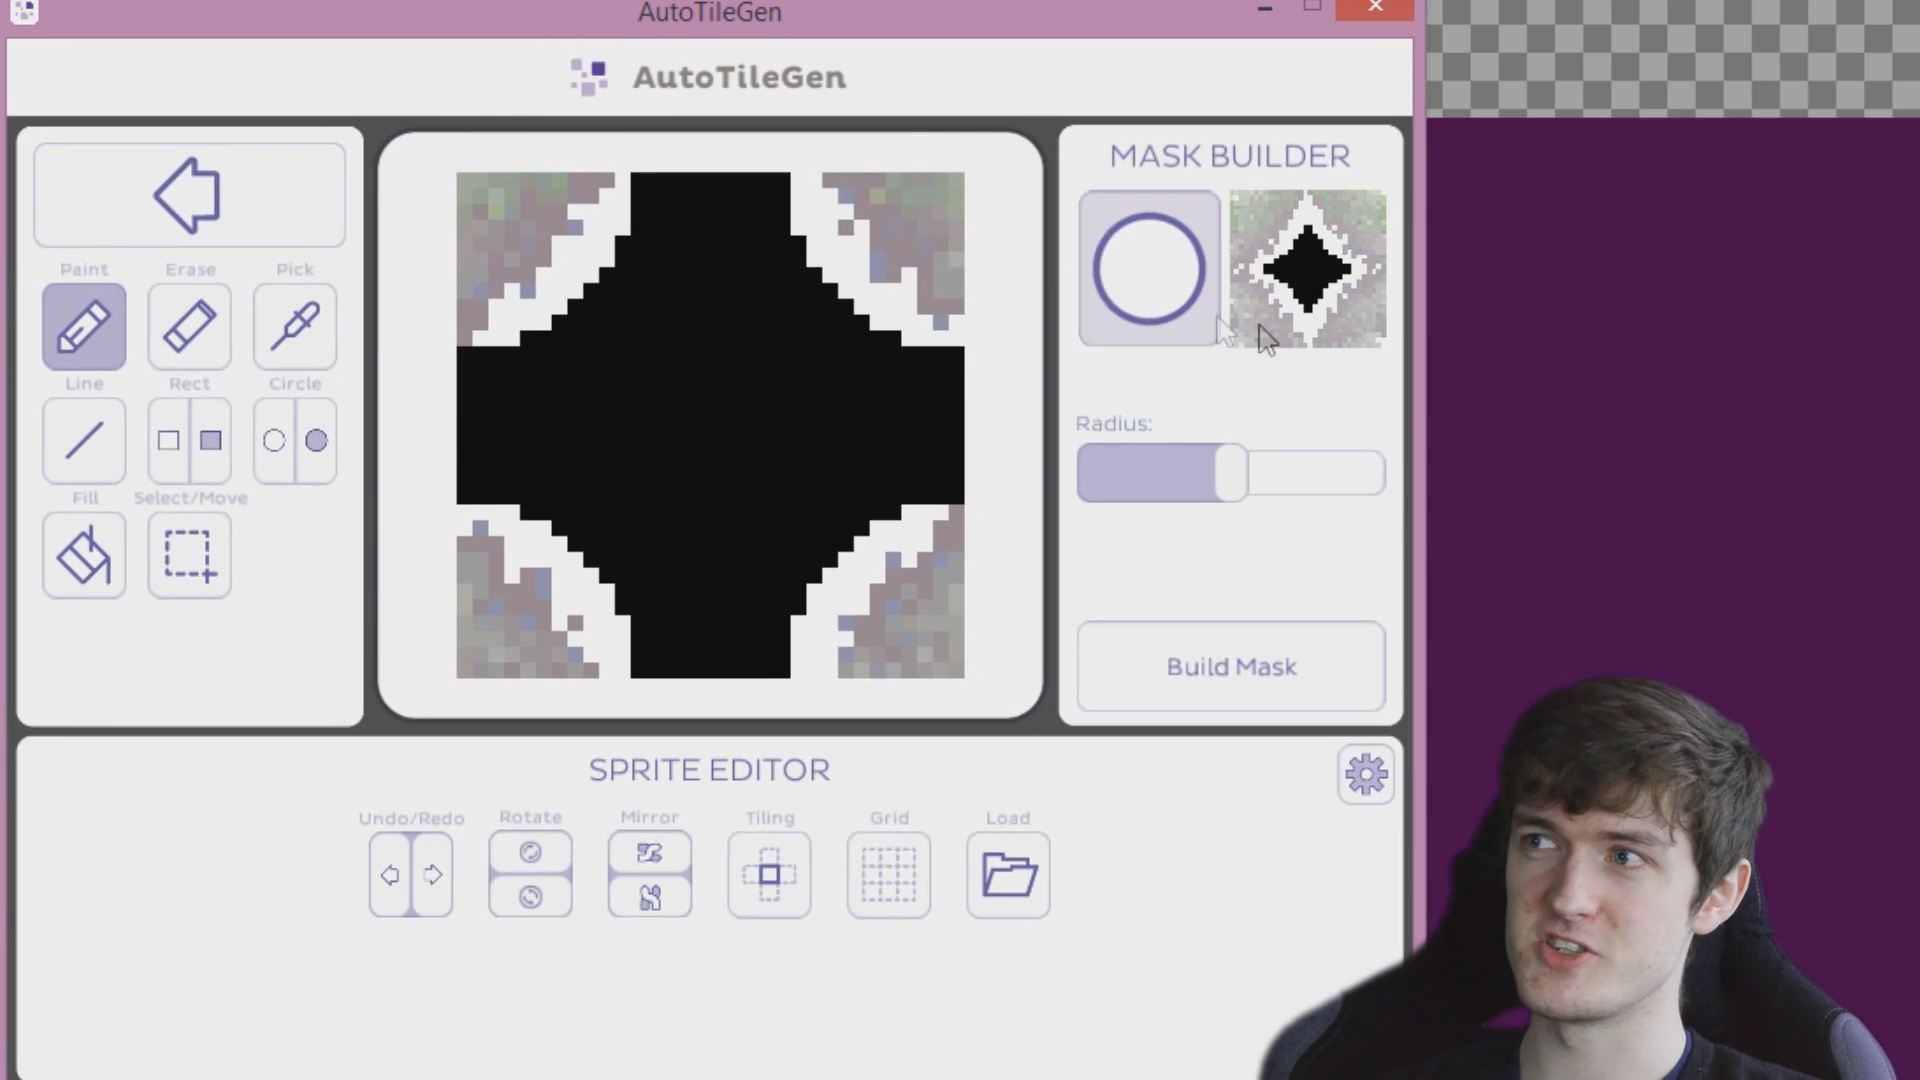 AutoTileGen
AutoTileGen
Paint Erase Pick
Line Rect Circle
Fill Select/Move
MASK BUILDER
Radius:
Build Mask
SPRITE EDITOR
Undo/Redo Rotate Mirror Tiling Grid Load